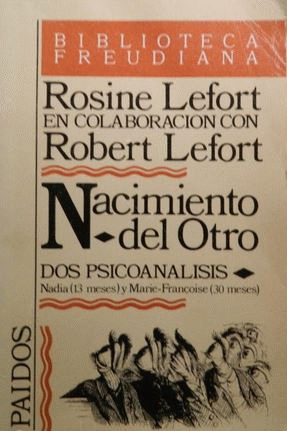 BIBLIOTECA
FREUDIANA
Rosine Lefort
EN COLABORACION CON
Robert Lefort
Nacimiento
del Otro
DOS PSICOANALISIS
Nadia (13 meses) y Marie-Francoise (30 meses)
PAIDOS